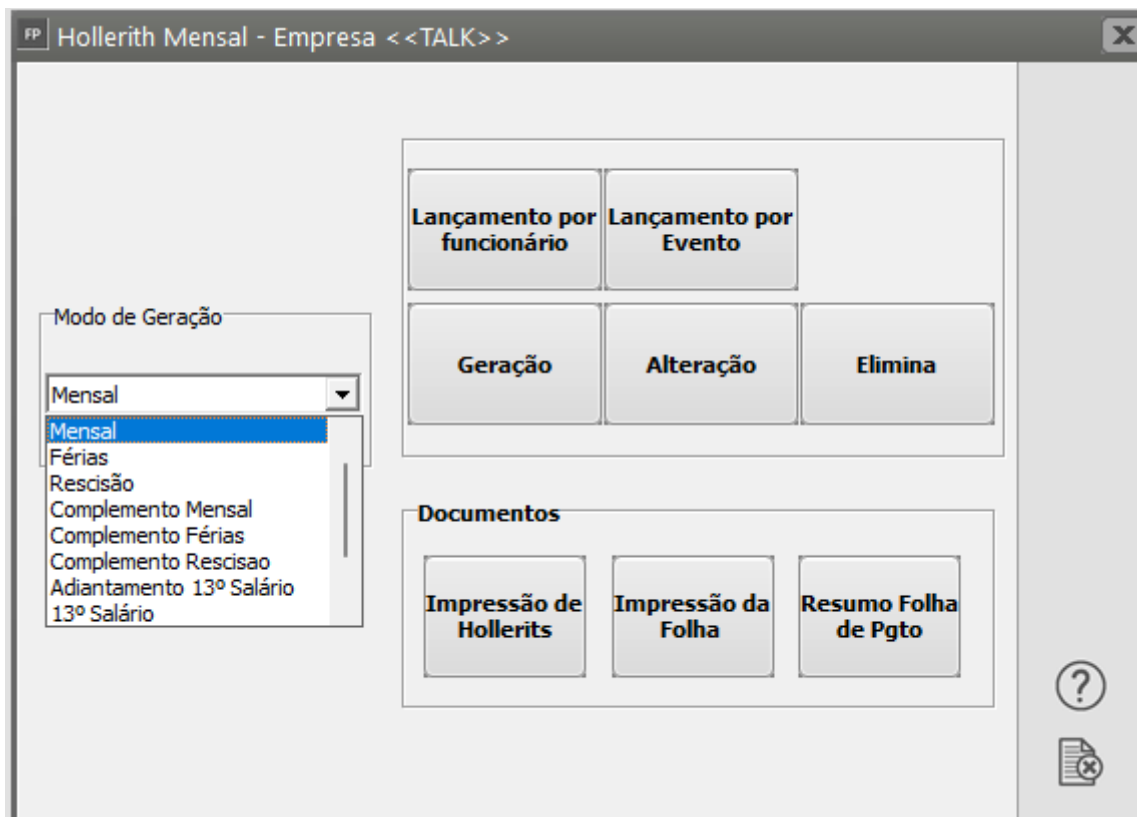 FP Hollerith Mensal - Empresa <<TALK>>
Modo de Geração
Mensal
Mensal
Férias
Rescisão
Complemento Mensal
Complemento Férias
Complemento Rescisao
Adiantamento 13º Salário
13º Salário
Lançamento por
funcionário
Lançamento por
Evento
Geração
Alteração
Elimina
Documentos
Impressão de
Hollerits
Impressão da
Folha
Resumo Folha
de Pgto